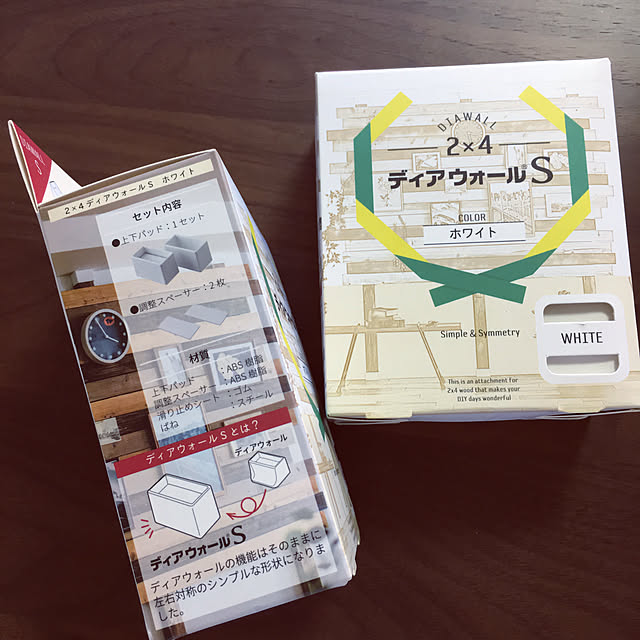 DIAWALL S
2×4ディアウォールS ホワイト
セット内容
●上下パッド：1セット
●調整スペーサー：2枚
材質
上下パッド ：ABS樹脂
調整スペーサー：ABS樹脂
滑り止めシート：ゴム
ばね ：スチール
ディアウォールSとは？
ディアウォール
ディアウォールS
ディアウォールの機能はそのままに
左右対称のシンプルな形状になりま
した。
DIAWALL
2×4
ディアウォールS
COLOR
ホワイト
Simple & Symmetry
WHITE
This is an attachment for
2x4 wood that makes your
DIY days wonderful